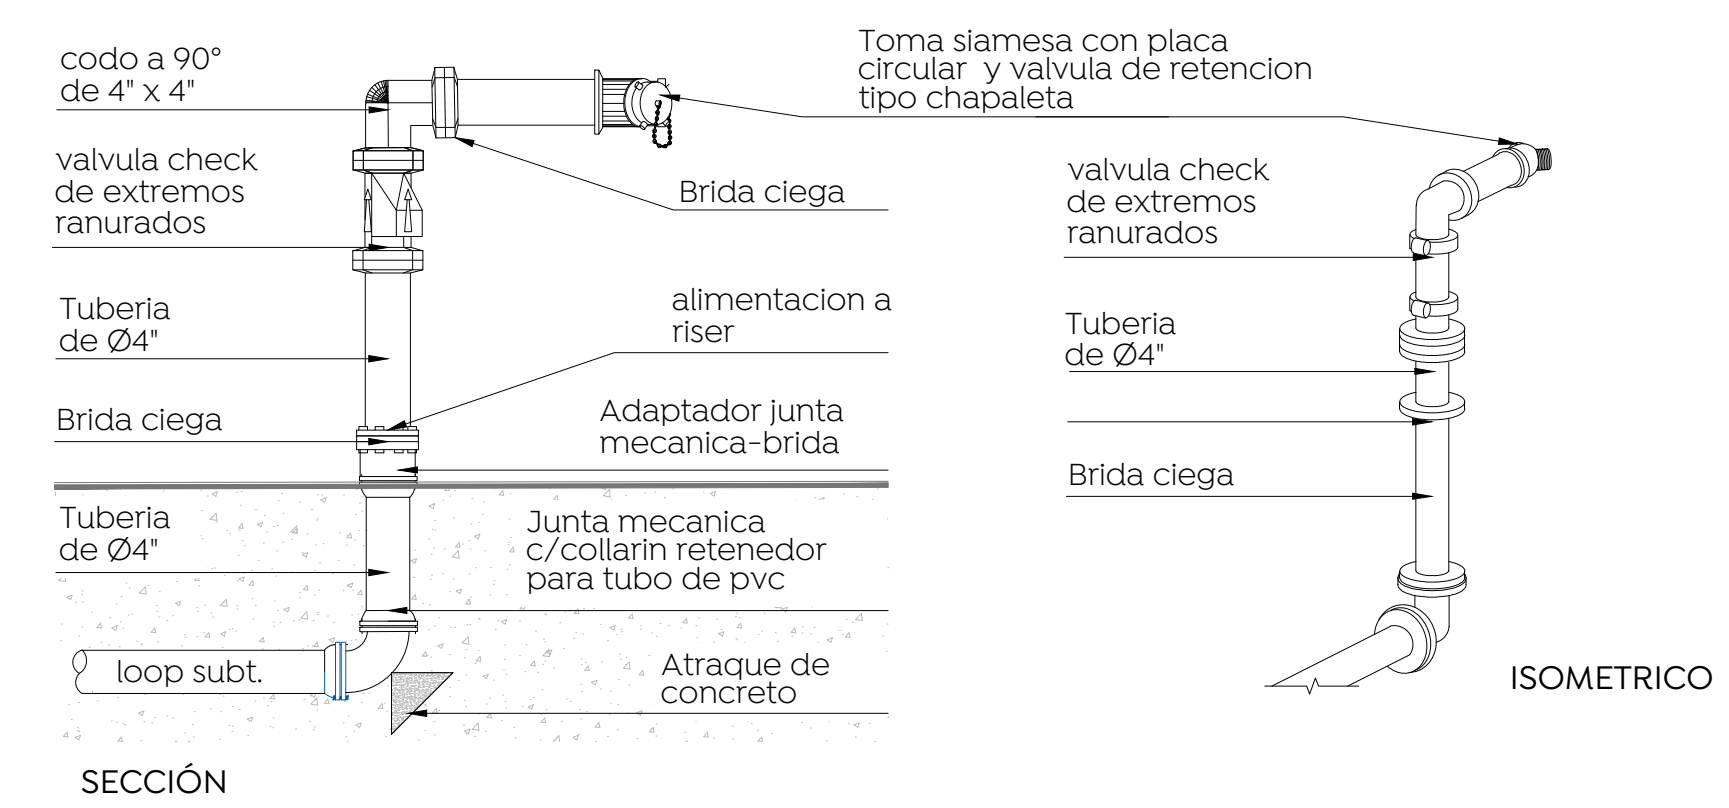 codo a 90°
de 4" x 4"
valvula check
de extremos
ranurados
Tuberia
de Ø4"
Brida ciega
Tuberia
de Ø4"
loop subt.
SECCIÓN
Toma siamesa con placa
circular y valvula de retencion
tipo chapaleta
Brida ciega
alimentacion a
riser
Adaptador junta
mecanica-brida
Junta mecanica
c/collarin retenedor
para tubo de pvc
Atraque de
concreto
valvula check
de extremos
ranurados
Tuberia
de Ø4"
Brida ciega
ISOMETRICO